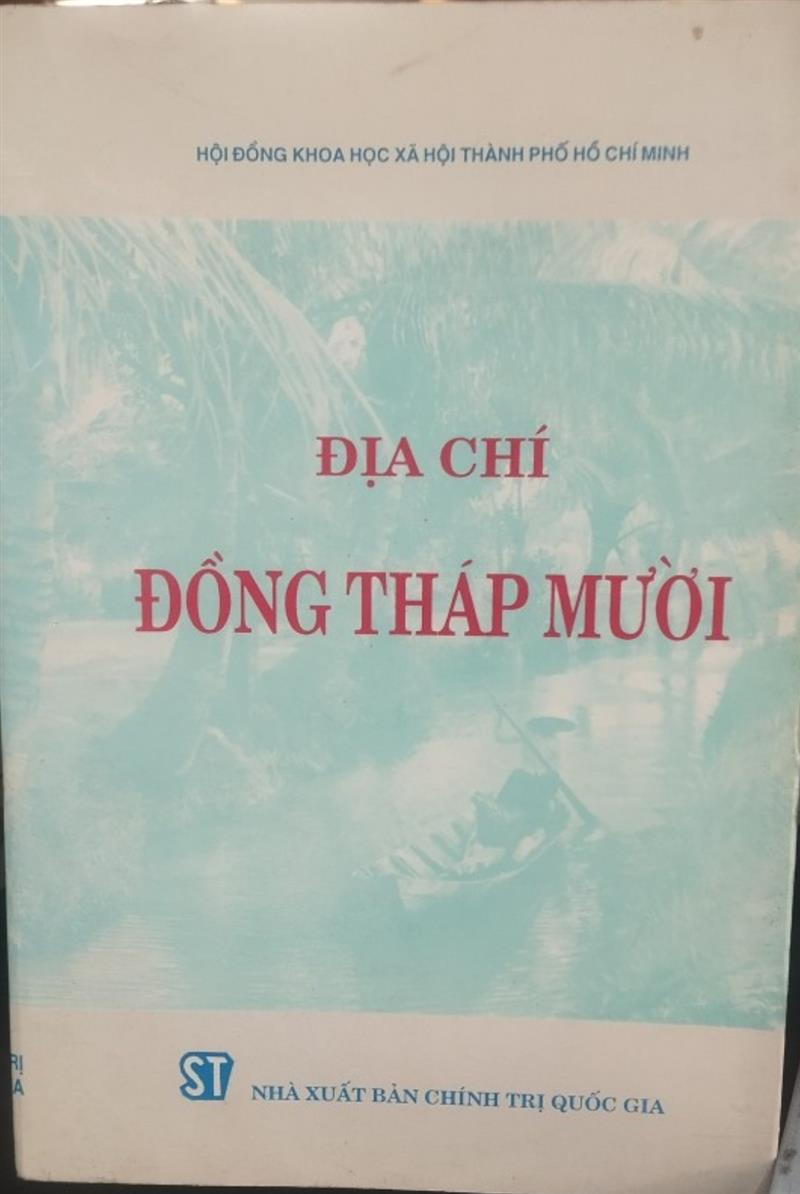 HỘI ĐỒNG KHOA HỌC XÃ HỘI THÀNH PHỐ HỒ CHÍ MINH
ĐỊA CHÍ
ĐỒNG THÁP MƯỜI
RỊ
A
ST
NHÀ XUẤT BẢN CHÍNH TRỊ QUỐC GIA